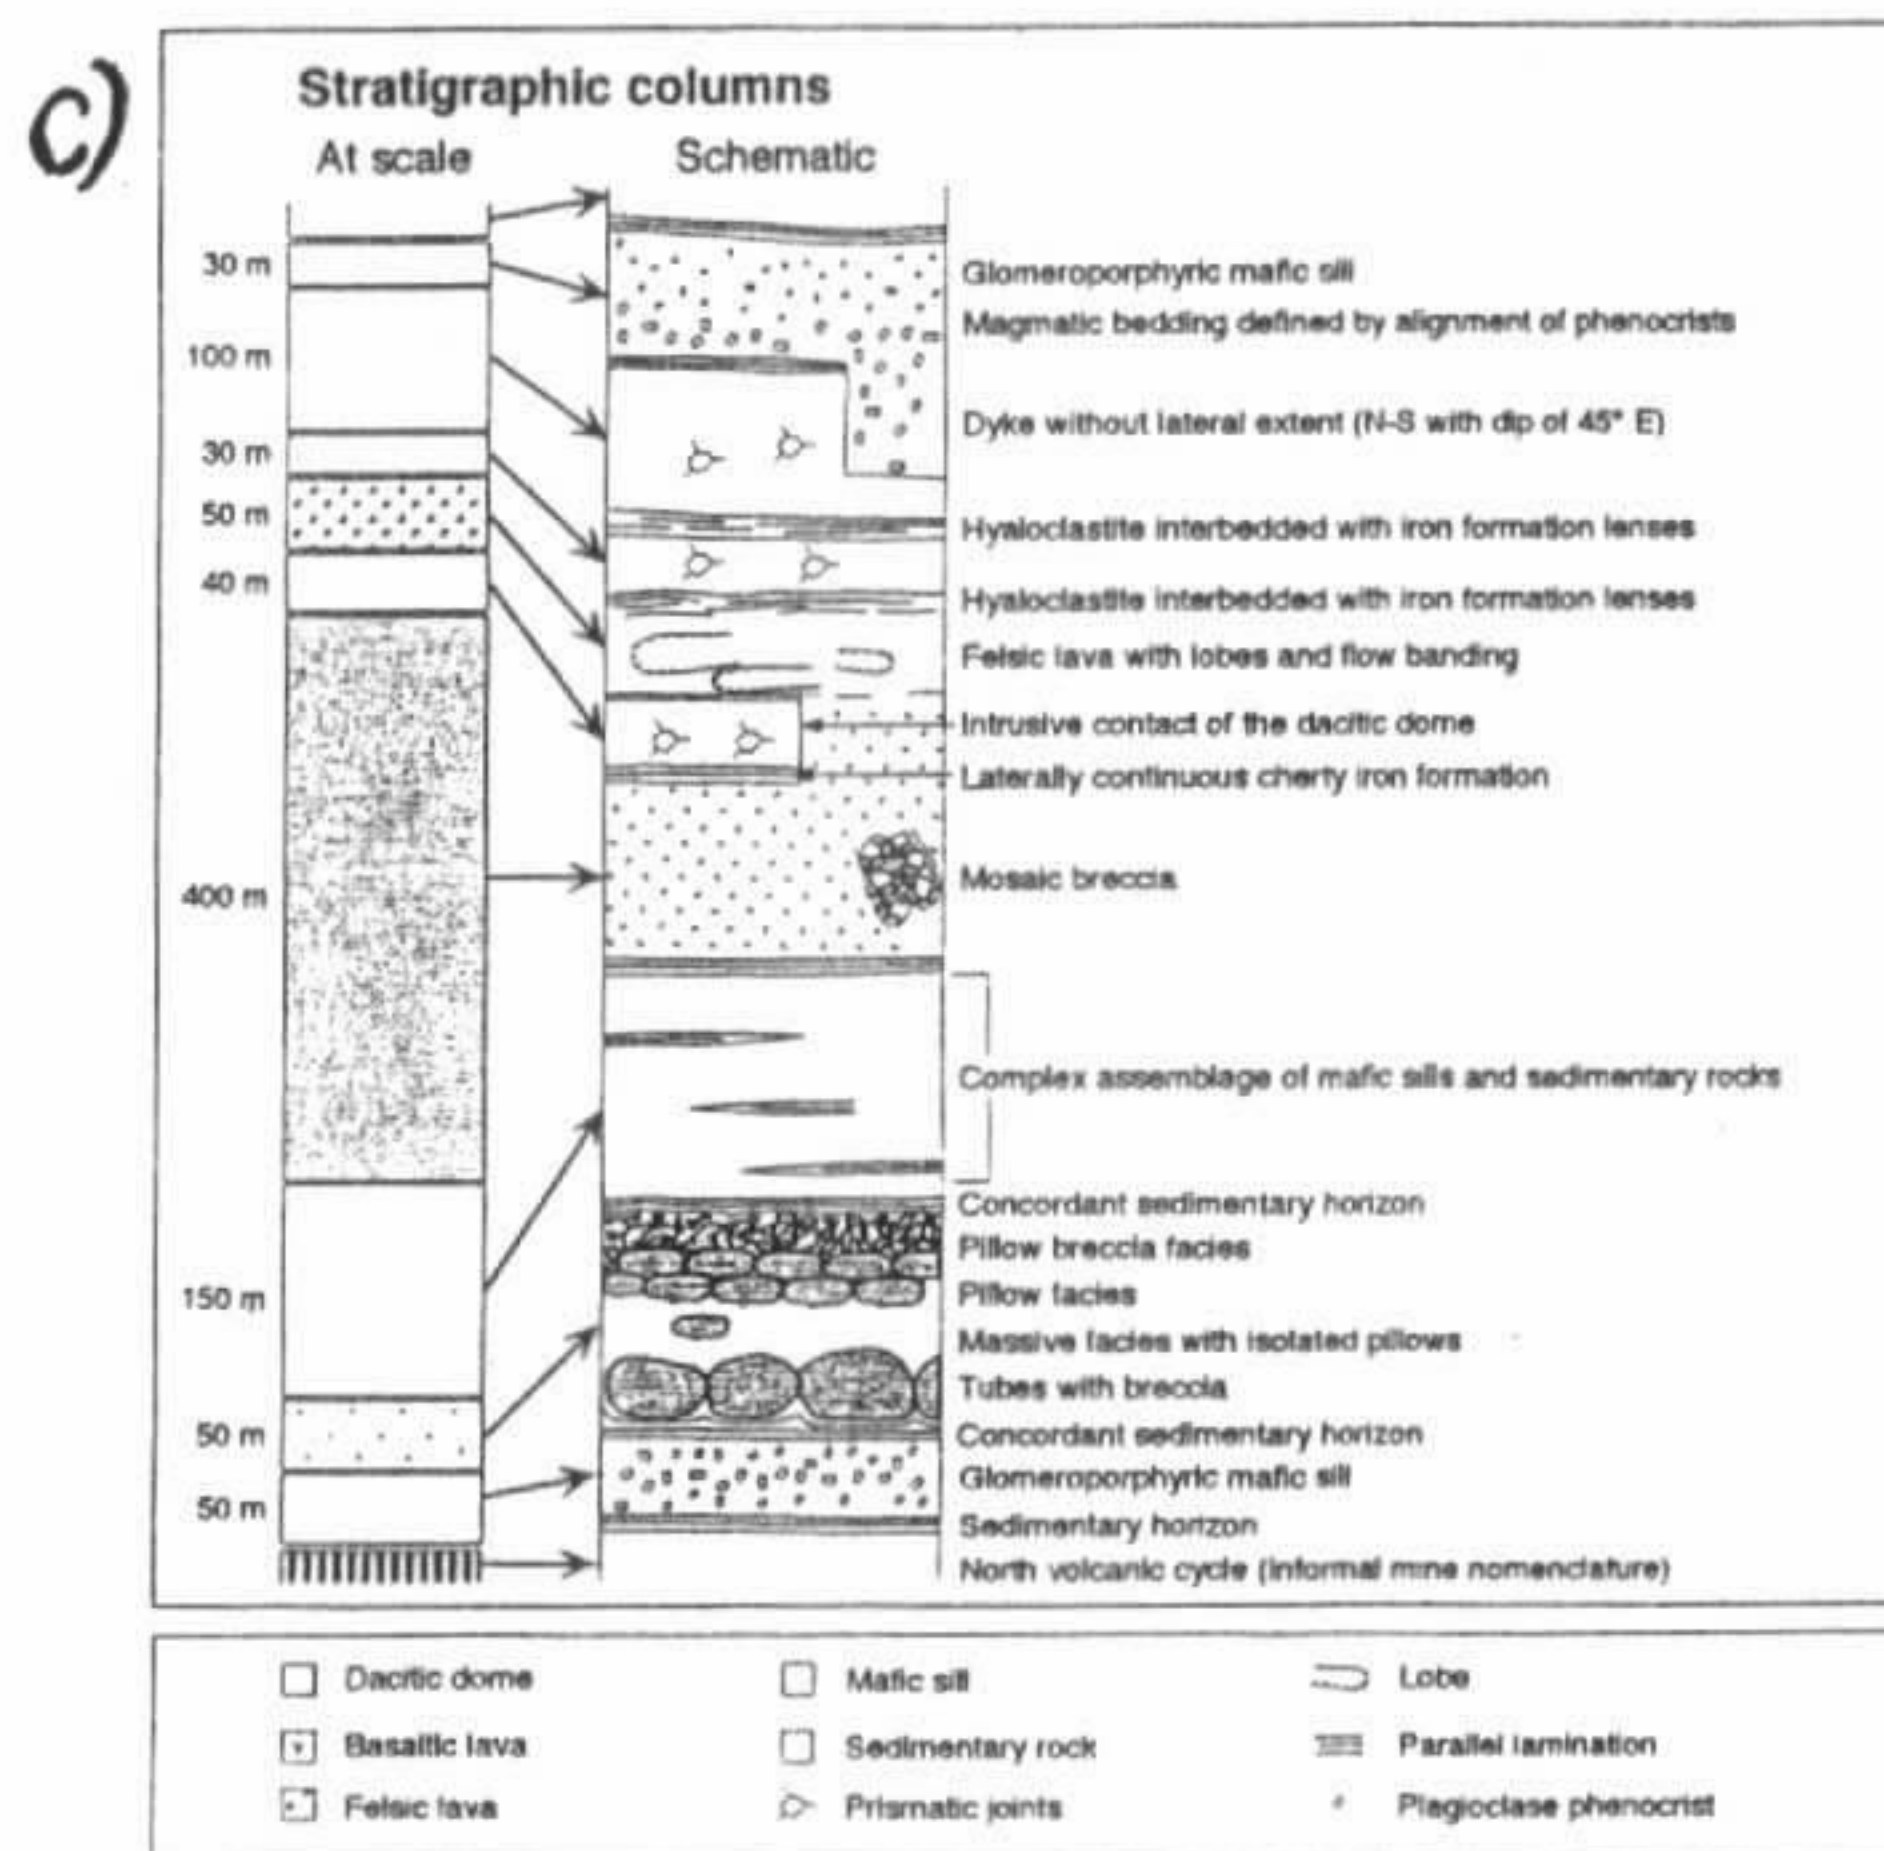 c)
Stratigraphic columns
At scale
Schematic
30 m
100 m
30 m
50 m
40 m
400 m
150 m
50 m
50 m
Glomeroporphyric mafic sill
Magmatic bedding defined by alignment of phenocrists
Dyke without lateral extent (N-S with dip of 45° E)
Hyaloclastite interbedded with iron formation lenses
Hyaloclastite interbedded with iron formation lenses
Felsic lava with lobes and flow banding
Intrusive contact of the dacitic dome
Laterally continuous cherty iron formation
Mosaic breccia
Complex assemblage of mafic sills and sedimentary rocks
Concordant sedimentary horizon
Pillow breccia facies
Pillow facies
Massive facies with isolated pillows
Tubes with breccia
Concordant sedimentary horizon
Glomeroporphyric mafic sill
Sedimentary horizon
North volcanic cycle (informal mine nomenclature)
Dacitic dome
Mafic sill
Lobe
Basaltic lava
Sedimentary rock
Parallel lamination
Felsic lava
Prismatic joints
Plagioclase phenocrist